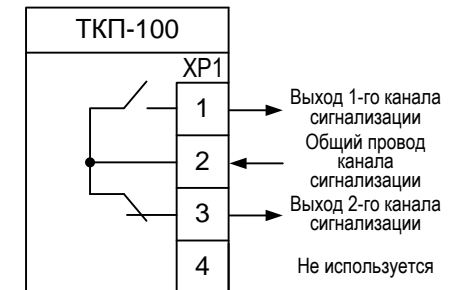 ТКП-100
XP1
1
Выход 1-го канала
сигнализации
2
Общий провод
канала
сигнализации
3
Выход 2-го канала
сигнализации
4
Не используется